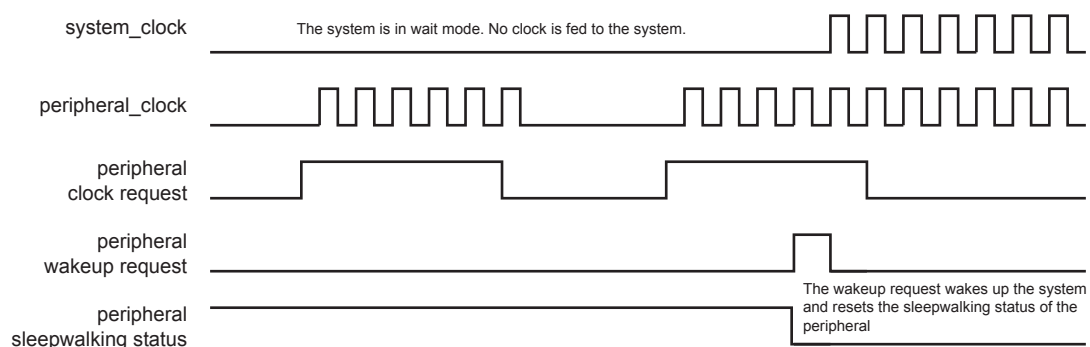 system_clock
The system is in wait mode. No clock is fed to the system.
peripheral_clock
peripheral
clock request
peripheral
wakeup request
The wakeup request wakes up the system
and resets the sleepwalking status of the
peripheral
peripheral
sleepwalking status